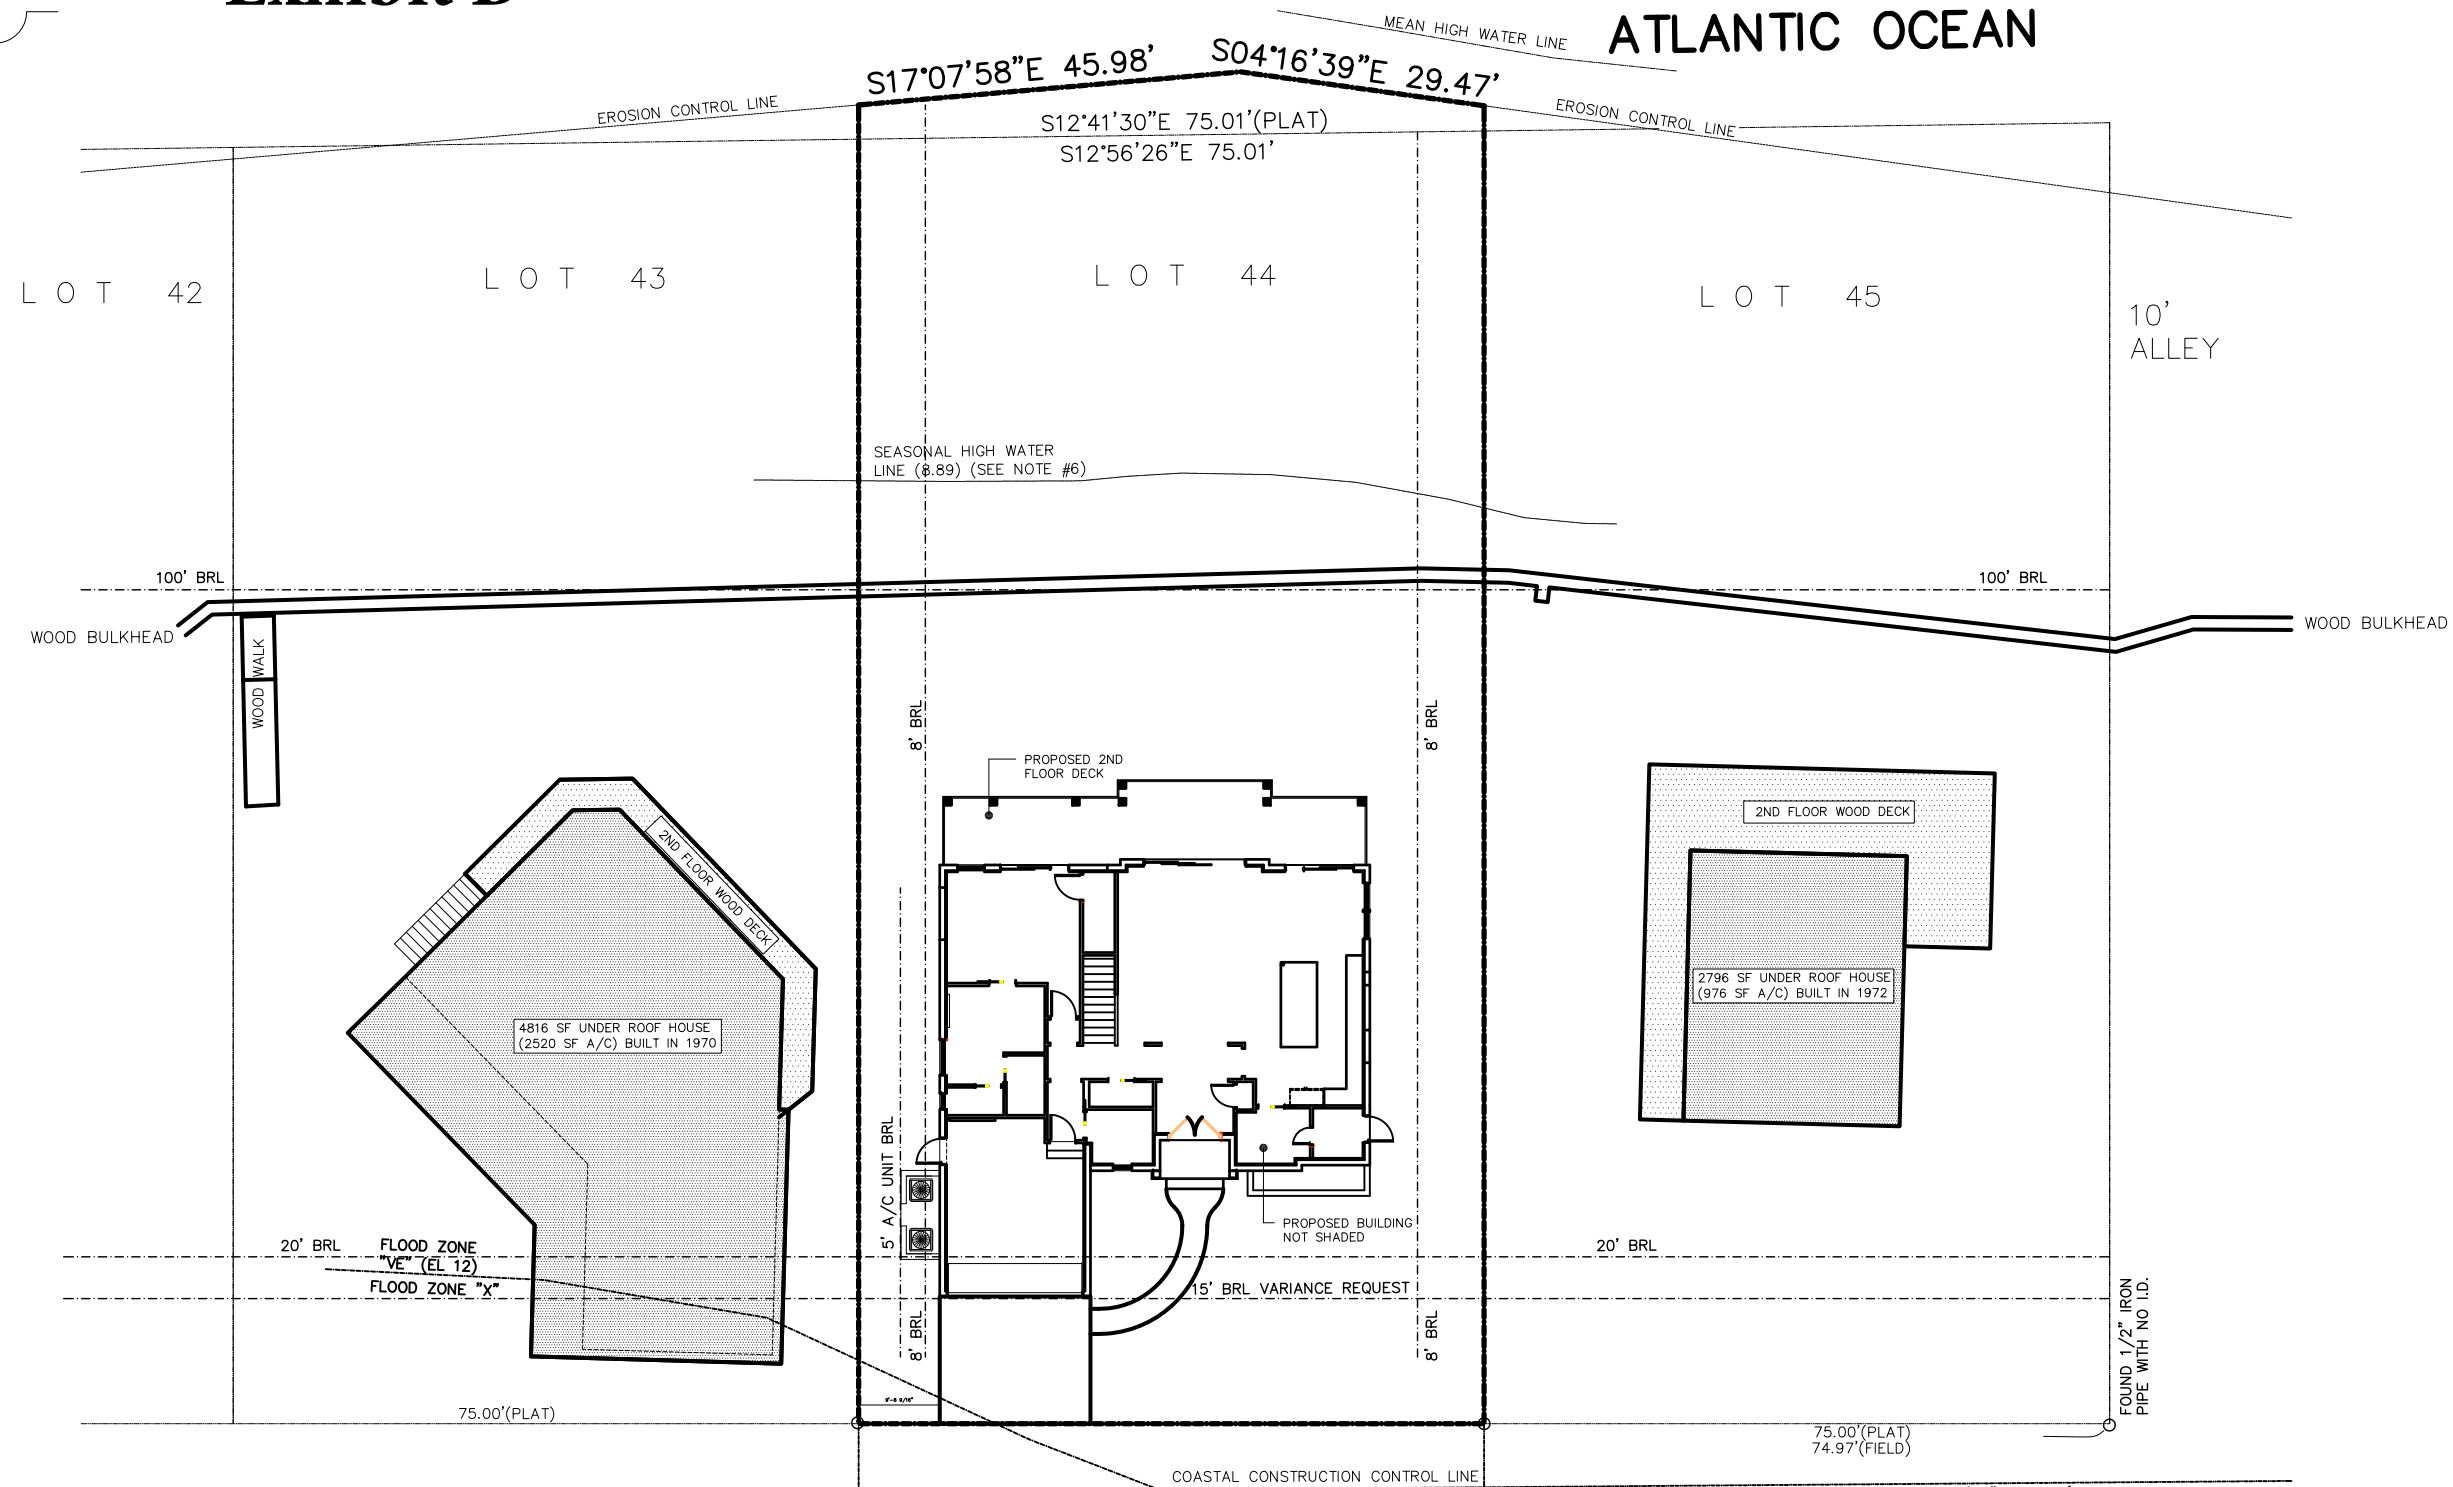 Exhibit B
ATLANTIC OCEAN
MEAN HIGH WATER LINE
S17°07'58"E 45.98'
S04°16'39"E 29.47'
EROSION CONTROL LINE
EROSION CONTROL LINE
S12°41'30"E 75.01'(PLAT)
S12°56'26"E 75.01'
LOT 42
LOT 43
LOT 44
LOT 45
10'
ALLEY
SEASONAL HIGH WATER
LINE (8.89) (SEE NOTE #6)
100' BRL
100' BRL
WOOD BULKHEAD
WOOD BULKHEAD
WOOD WALK
8' BRL
8' BRL
PROPOSED 2ND
FLOOR DECK
2ND FLOOR WOOD DECK
2ND FLOOR WOOD DECK
4816 SF UNDER ROOF HOUSE
(2520 SF A/C) BUILT IN 1970
2796 SF UNDER ROOF HOUSE
(976 SF A/C) BUILT IN 1972
5' A/C UNIT BRL
PROPOSED BUILDING
NOT SHADED
20' BRL
FLOOD ZONE
"VE" (EL 12)
FLOOD ZONE "X"
20' BRL
15' BRL VARIANCE REQUEST
8' BRL
8' BRL
FOUND 1/2" IRON
PIPE WITH NO I.D.
75.00'(PLAT)
75.00'(PLAT)
74.97'(FIELD)
COASTAL CONSTRUCTION CONTROL LINE